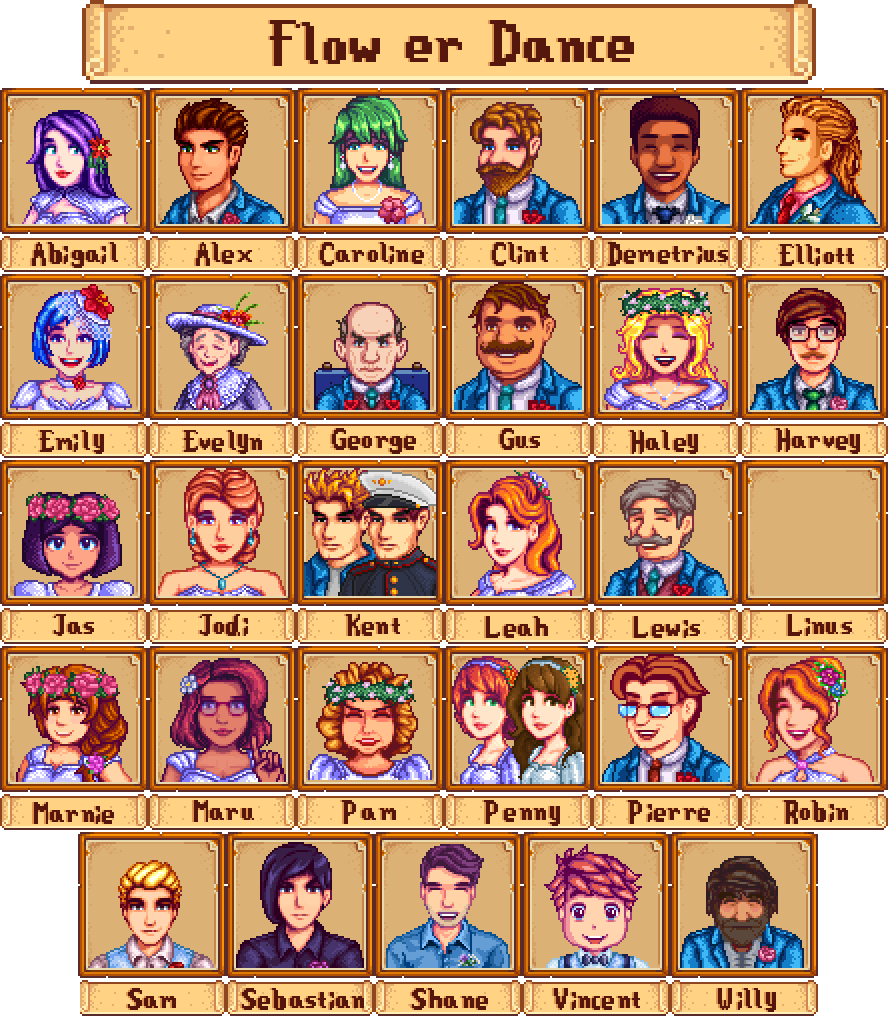 Flow er Dance
Abigail Alex Caroline Clint Demetrius Elliott
Emily Evelyn George Gus Haley Harvey
Jas Jodi Kent Leah Lewis Linus
Marnie Maru Pam Penny Pierre Robin
Sam Sebastian Shane Vincent Willy